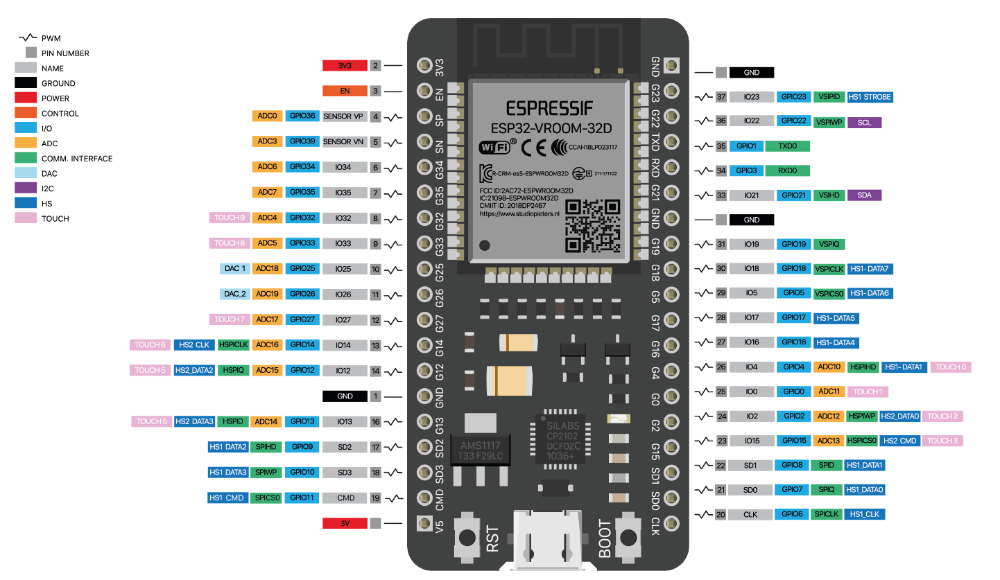 PWM
PIN NUMBER
NAME
GROUND
POWER
CONTROL
I/O
ADC
COMM. INTERFACE
DAC
I2C
HS
TOUCH
3V3 2
EN 3
ADC0 GPIO36 SENSOR VP 4
ADC3 GPIO39 SENSOR VN 5
ADC6 GPIO34 IO34 6
ADC7 GPIO35 IO35 7
TOUCH 9 ADC4 GPIO32 IO32 8
TOUCH 8 ADC5 GPIO33 IO33 9
DAC 1 ADC18 GPIO25 IO25 10
DAC_2 ADC19 GPIO26 IO26 11
TOUCH 7 ADC17 GPIO27 IO27 12
TOUCH 6 HS2 CLK HSPICLK ADC16 GPIO14 IO14 13
TOUCH 5 HS2_DATA2 HSPIQ ADC15 GPIO12 IO12 14
GND 1
TOUCH 5 HS2 DATA3 HSPID ADC14 GPIO13 IO13 16
HS1 DATA2 SPIHD GPIO9 SD2 17
HS1 DATA3 SPIWP GPIO10 SD3 18
HS1 CMD SPICS0 GPIO11 CMD 19
5V
3V3
EN
SP
SN
G34
G35
G32
G33
G25
G26
G27
G14
G12
GND
G13
SD2
SD3
CMD
V5
ESPRESSIF
ESP32-VROOM-32D
WiFi ® CE CCAH18LP023117
R-CRM-es5-ESPWROOM32D R 211-171102
FCC ID:2AC72-ESPWROOM32D
IC:21098-ESPWROOM32D
CMIIT ID: 2018DP2467
https://www.studiopieters.nl
AMS1117
T33 F29LC
SILABS
CP2102
DCF0ZC
1036+
RST
BOOT
GND
G23
G22
TXD
RXD
G21
GND
G19
G18
G5
G17
G16
G4
G0
G2
G15
SD1
SD0
CLK
GND
37 IO23 GPIO23 VSPID HS1 STROBE
36 IO22 GPIO22 VSPIWP SCL
35 GPIO1 TXD0
34 GPIO3 RXD0
33 IO21 GPIO21 VSIHD SDA
GND
31 IO19 GPIO19 VSPIQ
30 IO18 GPIO18 VSPICLK HS1-DATA7
29 IO5 GPIO5 VSPICS0 HS1-DATA6
28 IO17 GPIO17 HS1-DATA5
27 IO16 GPIO16 HS1-DATA4
26 IO4 GPIO4 ADC10 HSPIHD HS1-DATA1 TOUCH 0
25 IO0 GPIO0 ADC11 TOUCH 1
24 IO2 GPIO2 ADC12 HSPIWP HS2_DATA0 TOUCH 2
23 IO15 GPIO15 ADC13 HSPICS0 HS2 CMD TOUCH 3
22 SD1 GPIO8 SPID HS1_DATA1
21 SD0 GPIO7 SPIQ HS1_DATA0
20 CLK GPIO6 SPICLK HS1_CLK